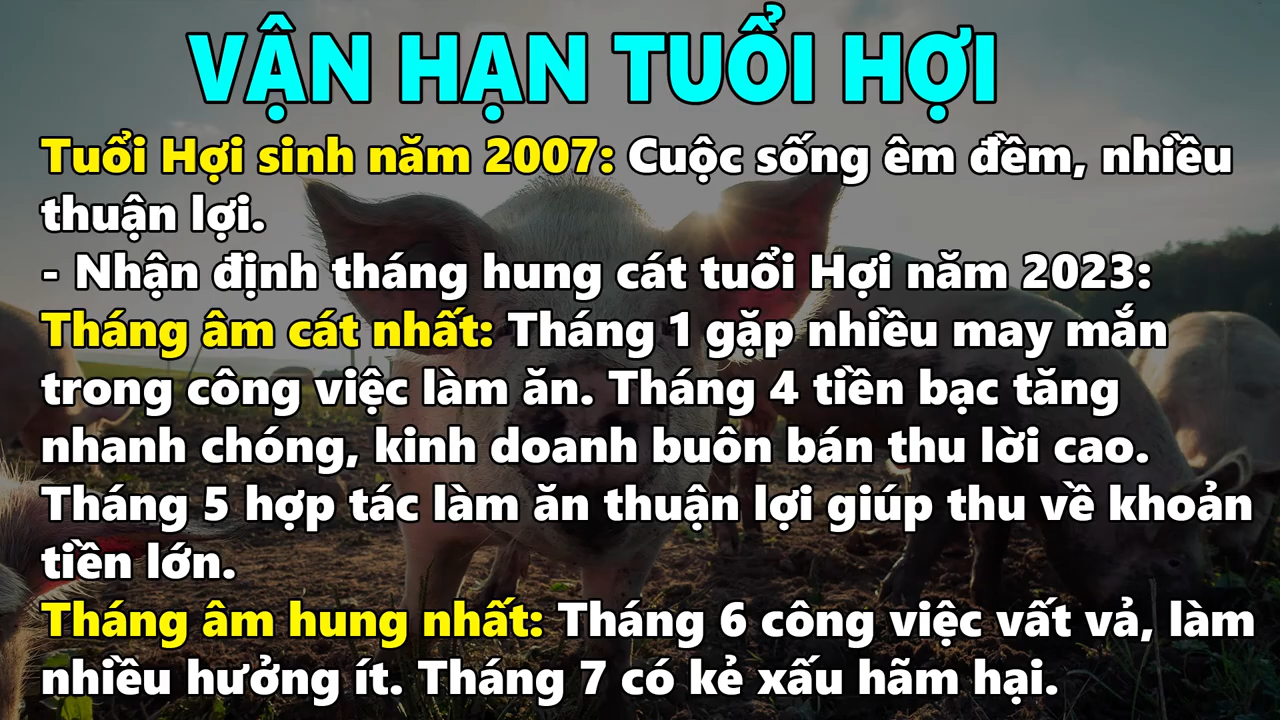 VẬN HẠN TUỔI HỢI
Tuổi Hợi sinh năm 2007: Cuộc sống êm đềm, nhiều
thuận lợi.
- Nhận định tháng hung cát tuổi Hợi năm 2023:
Tháng âm cát nhất: Tháng 1 gặp nhiều may mắn
trong công việc làm ăn. Tháng 4 tiền bạc tăng
nhanh chóng, kinh doanh buôn bán thu lời cao.
Tháng 5 hợp tác làm ăn thuận lợi giúp thu về khoản
tiền lớn.
Tháng âm hung nhất: Tháng 6 công việc vất vả, làm
nhiều hưởng ít. Tháng 7 có kẻ xấu hãm hại.